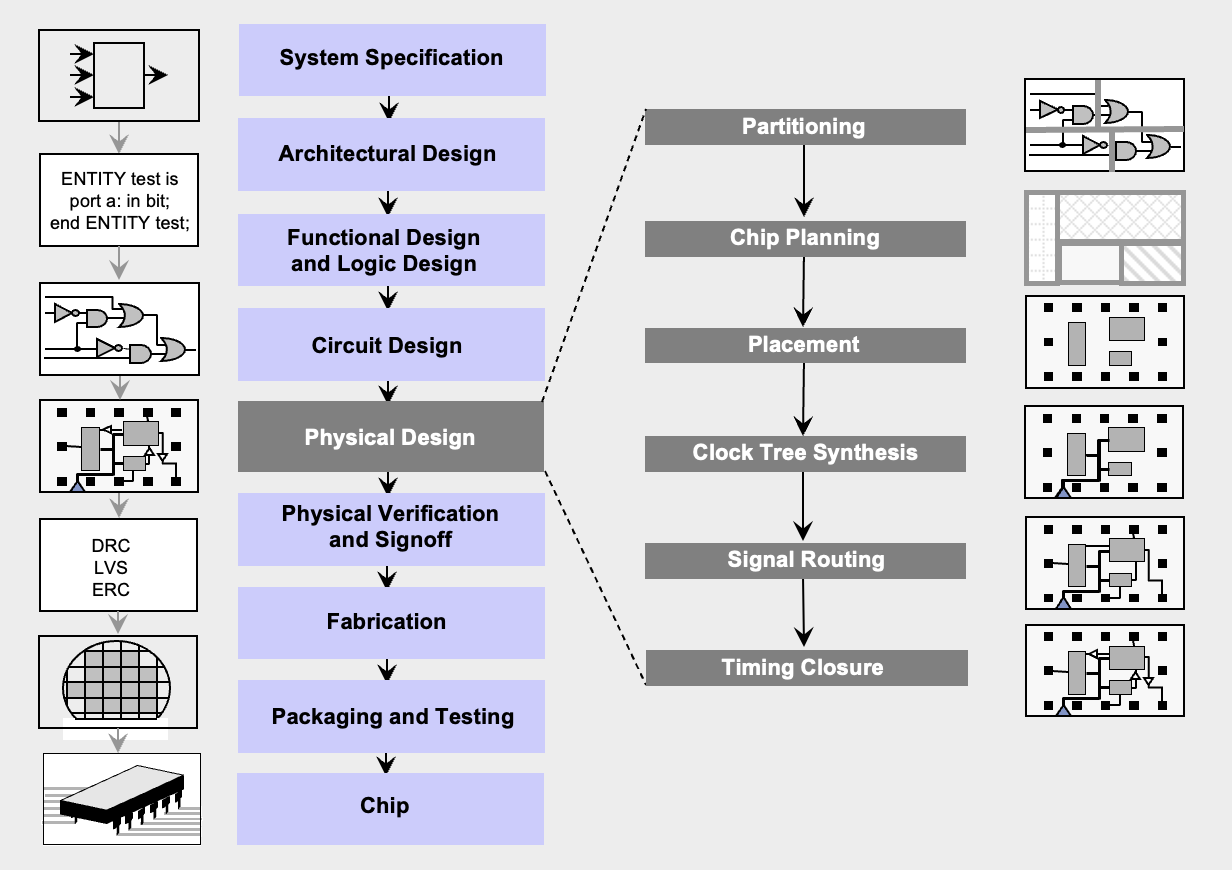 ENTITY test is
port a: in bit;
end ENTITY test;
DRC
LVS
ERC
System Specification
Architectural Design
Functional Design
and Logic Design
Circuit Design
Physical Design
Physical Verification
and Signoff
Fabrication
Packaging and Testing
Chip
Partitioning
Chip Planning
Placement
Clock Tree Synthesis
Signal Routing
Timing Closure